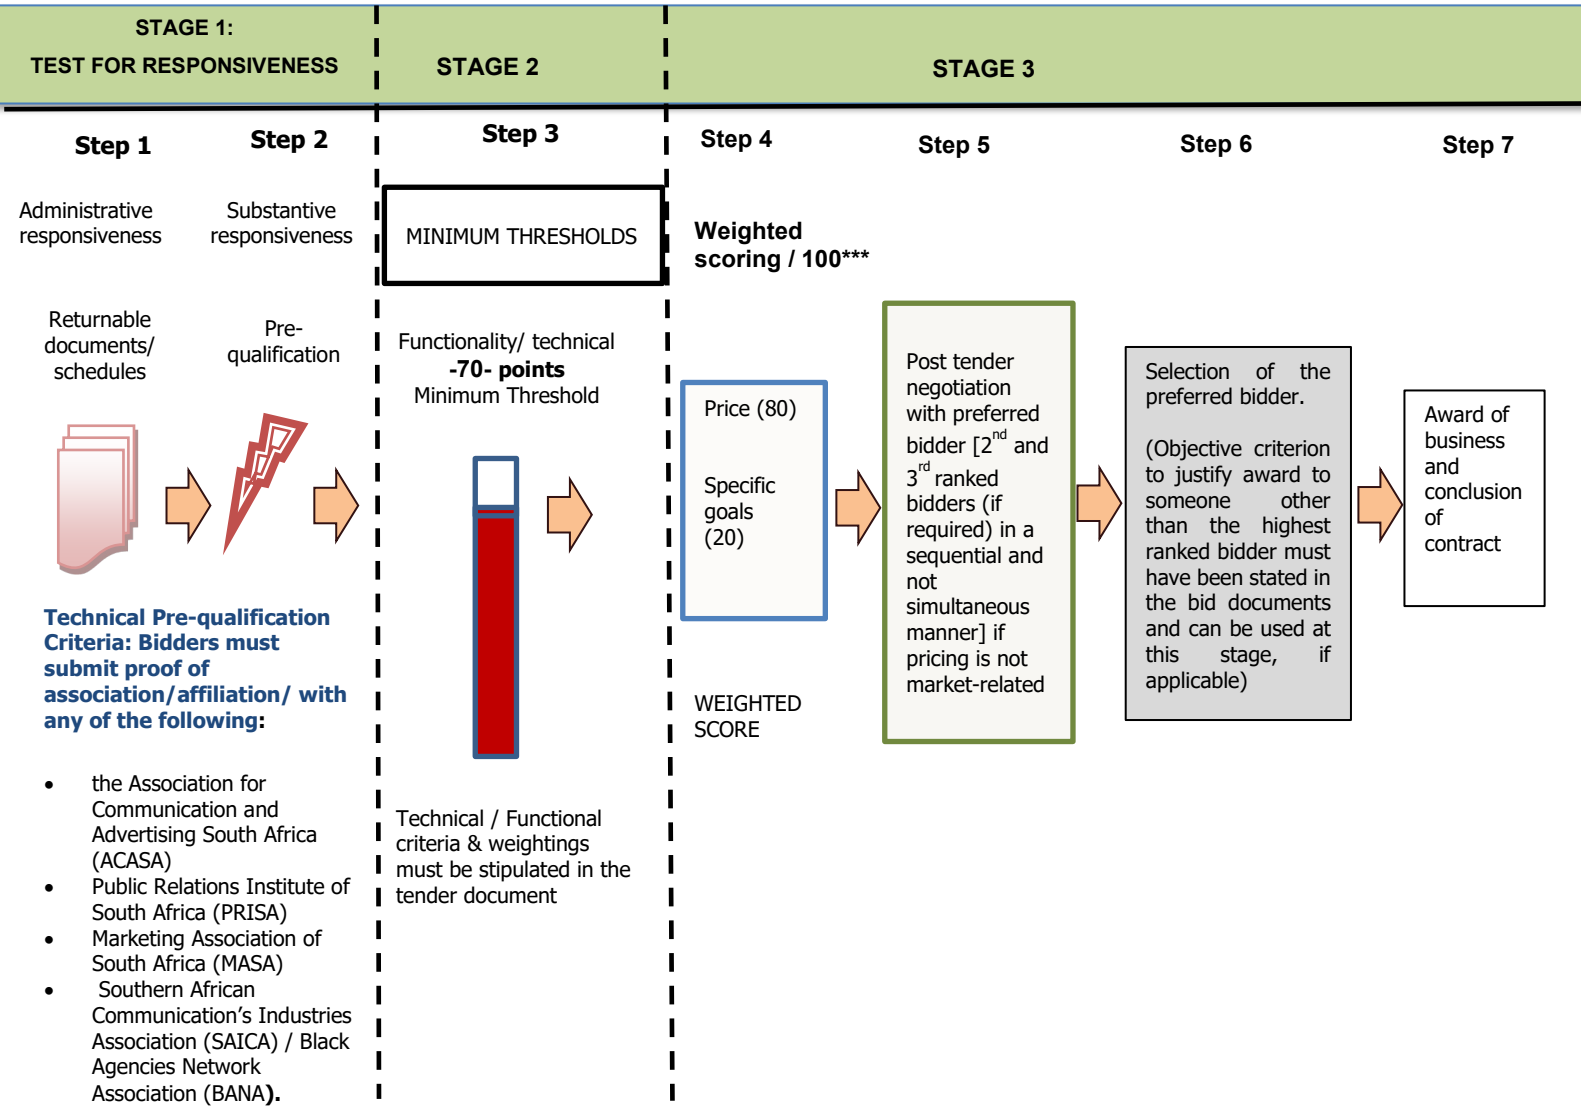 STAGE 1:
TEST FOR RESPONSIVENESS
STAGE 2
STAGE 3
Step 1
Step 2
Step 3
Step 4
Step 5
Step 6
Step 7
Administrative
responsiveness
Substantive
responsiveness
MINIMUM THRESHOLDS
Weighted
scoring / 100***
Returnable
documents/
schedules
Pre-
qualification
Functionality/ technical
-70- points
Minimum Threshold
Price (80)
Specific
goals
(20)
WEIGHTED
SCORE
Post tender
negotiation
with preferred
bidder [2nd and
3rd ranked
bidders (if
required) in a
sequential and
not
simultaneous
manner] if
pricing is not
market-related
Selection of the
preferred bidder.
(Objective criterion
to justify award to
someone other
than the highest
ranked bidder must
have been stated in
the bid documents
and can be used at
this stage, if
applicable)
Award of
business
and
conclusion
of
contract
Technical Pre-qualification
Criteria: Bidders must
submit proof of
association/affiliation/ with
any of the following:
• the Association for
Communication and
Advertising South Africa
(ACASA)
• Public Relations Institute of
South Africa (PRISA)
• Marketing Association of
South Africa (MASA)
• Southern African
Communication’s Industries
Association (SAICA) / Black
Agencies Network
Association (BANA).
Technical / Functional
criteria & weightings
must be stipulated in the
tender document